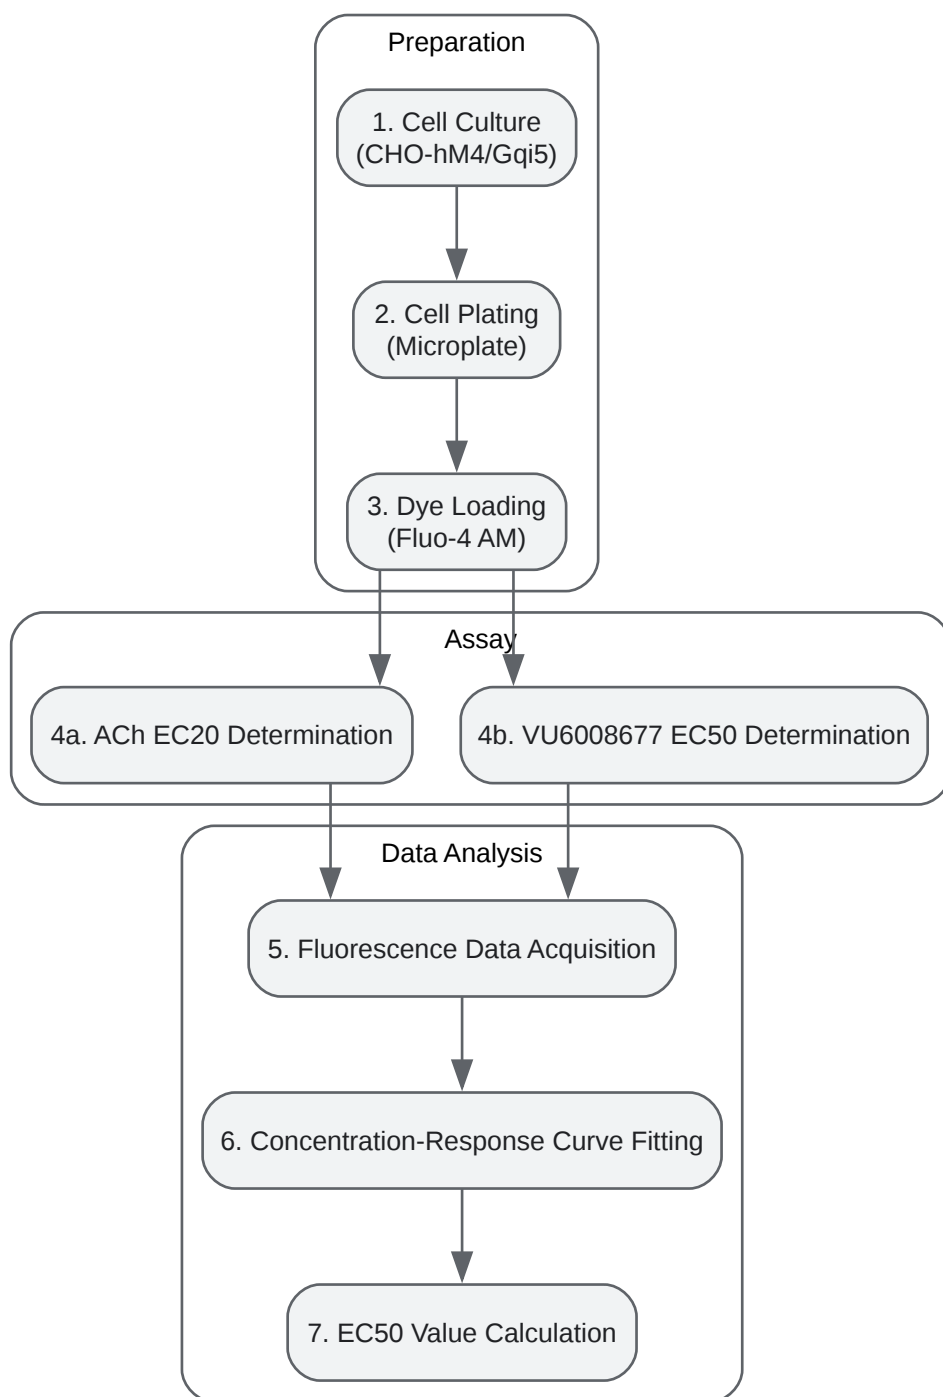 Preparation
1. Cell Culture
(CHO-hM4/Gqi5)
2. Cell Plating
(Microplate)
3. Dye Loading
(Fluo-4 AM)
Assay
4a. ACh EC20 Determination
4b. VU6008677 EC50 Determination
Data Analysis
5. Fluorescence Data Acquisition
6. Concentration-Response Curve Fitting
7. EC50 Value Calculation